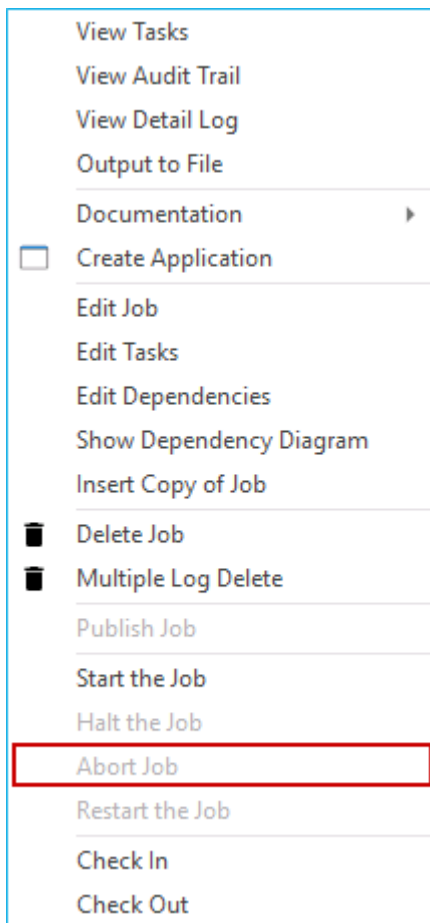 View Tasks
View Audit Trail
View Detail Log
Output to File
Documentation
Create Application
Edit Job
Edit Tasks
Edit Dependencies
Show Dependency Diagram
Insert Copy of Job
Delete Job
Multiple Log Delete
Publish Job
Start the Job
Halt the Job
Abort Job
Restart the Job
Check In
Check Out